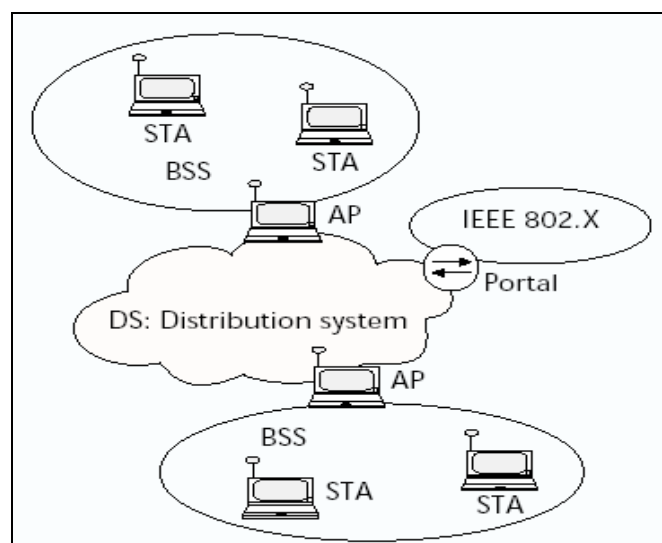 STA
STA
BSS
AP
IEEE 802.X
Portal
DS: Distribution system
AP
BSS
STA
STA